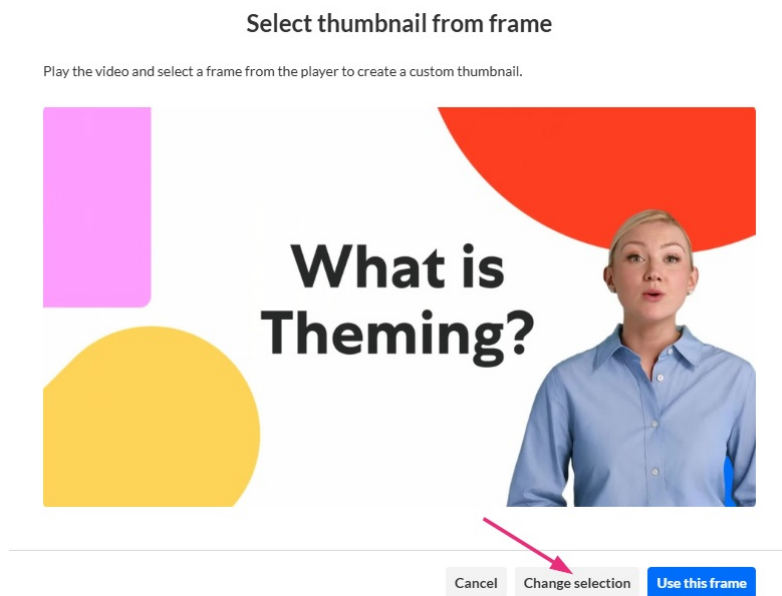 Select thumbnail from frame
Play the video and select a frame from the player to create a custom thumbnail.
What is
Theming?
Cancel Change selection Use this frame